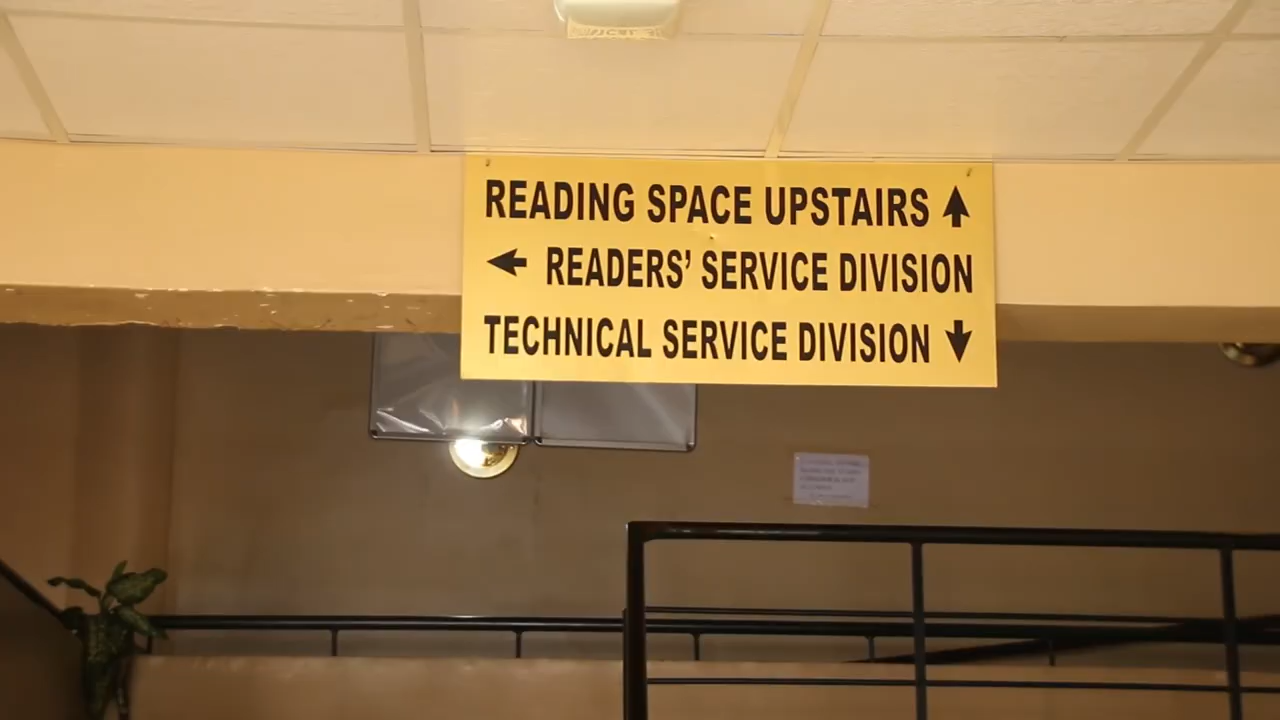 READING SPACE UPSTAIRS ↑
← READERS' SERVICE DIVISION
TECHNICAL SERVICE DIVISION ↓